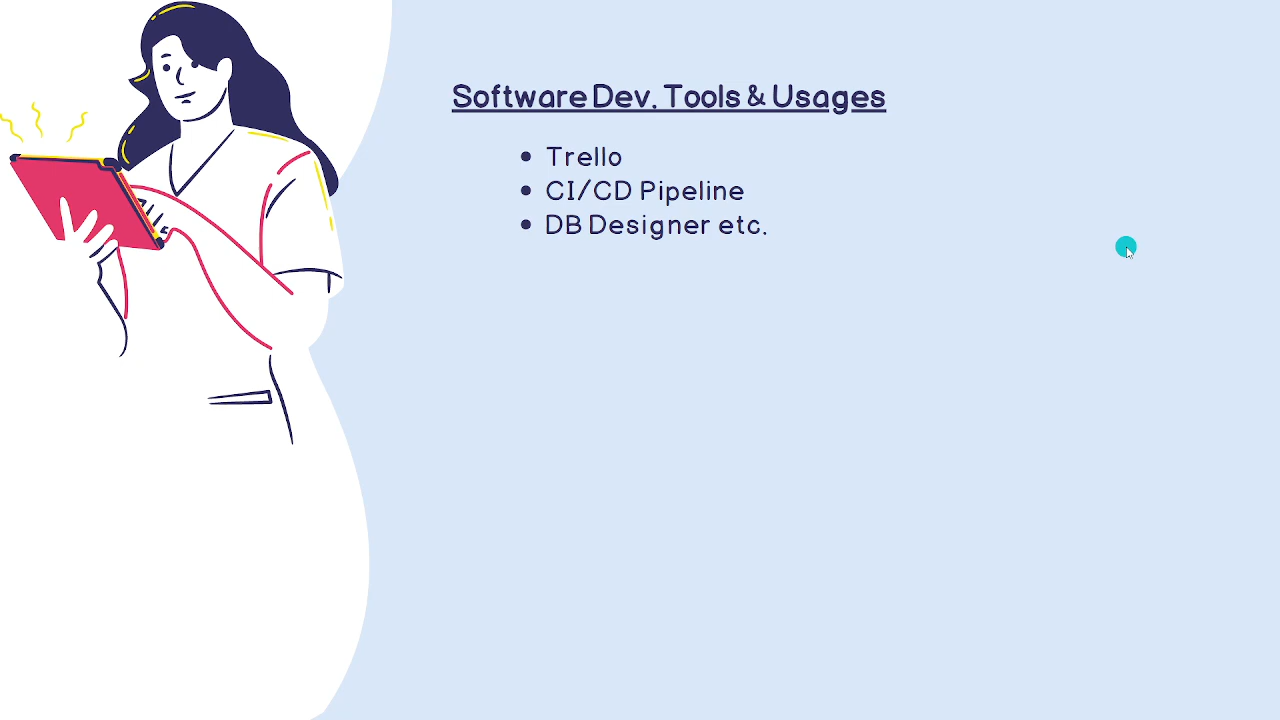 Software Dev. Tools & Usages
Trello
CI/CD Pipeline
DB Designer etc.